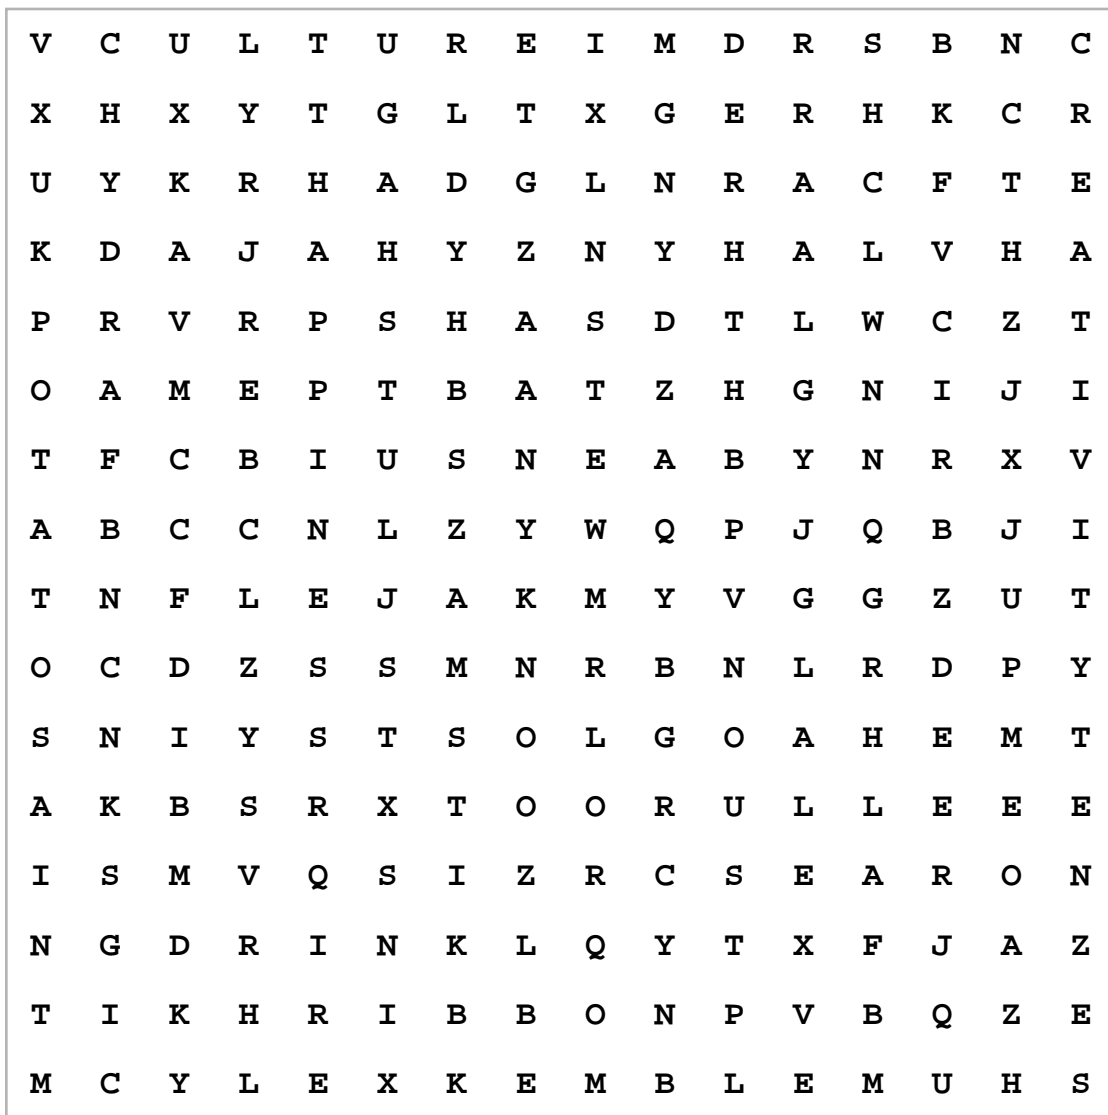 V C U L T U R E I M D R S B N C
X H X Y T G L T X G E R H K C R
U Y K R H A D G L N R A C F T E
K D A J A H Y Z N Y H A L V H A
P R V R P S H A S D T L W C Z T
O A M E P T B A T Z H G N I J I
T F C B I U S N E A B Y N R X V
A B C C N L Z Y W Q P J Q B J I
T N F L E J A K M Y V G G Z U T
O C D Z S S M N R B N L R D P Y
S N I Y S T S O L G O A H E M T
A K B S R X T O O R U L L E E E
I S M V Q S I Z R C S E A R O N
N G D R I N K L Q Y T X F J A Z
T I K H R I B B O N P V B Q Z E
M C Y L E X K E M B L E M U H S